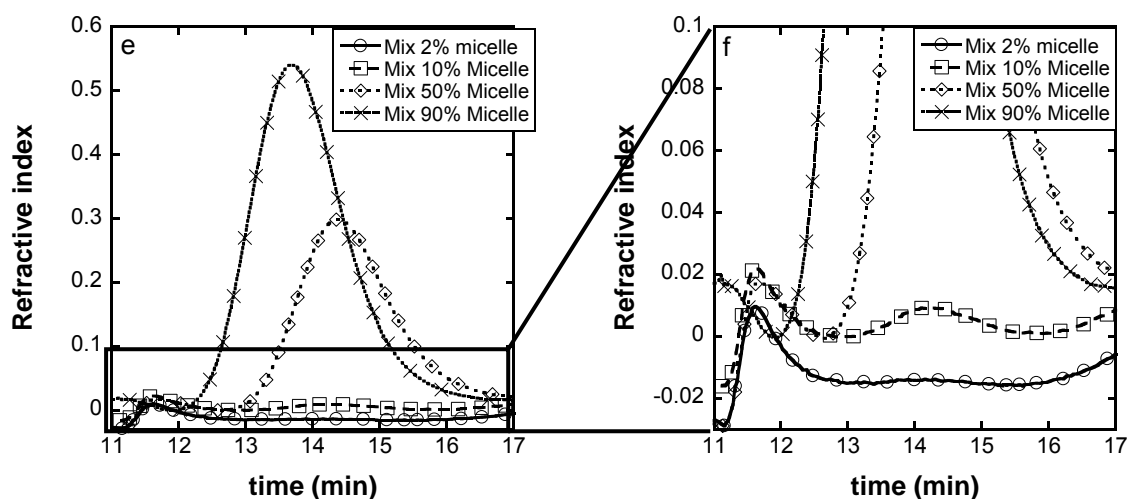 e
Mix 2% micelle
Mix 10% Micelle
Mix 50% Micelle
Mix 90% Micelle
0.6
0.5
0.4
0.3
0.2
0.1
0
Refractive index
11 12 13 14 15 16 17
time (min)
f
Mix 2% micelle
Mix 10% Micelle
Mix 50% Micelle
Mix 90% Micelle
0.1
0.08
0.06
0.04
0.02
0
-0.02
Refractive index
11 12 13 14 15 16 17
time (min)